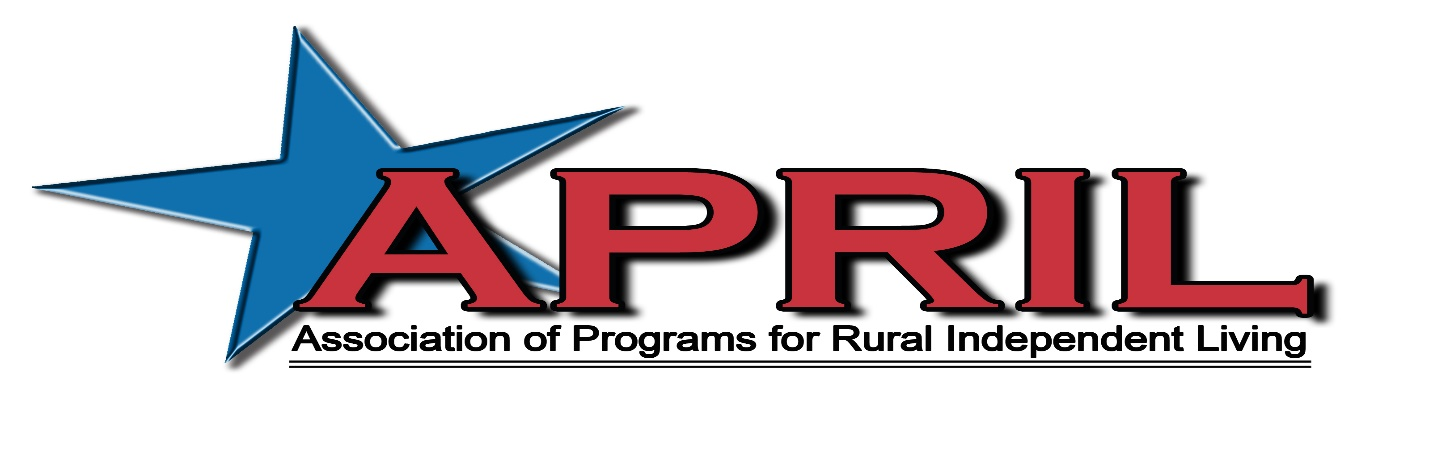 APRIL
Association of Programs for Rural Independent Living